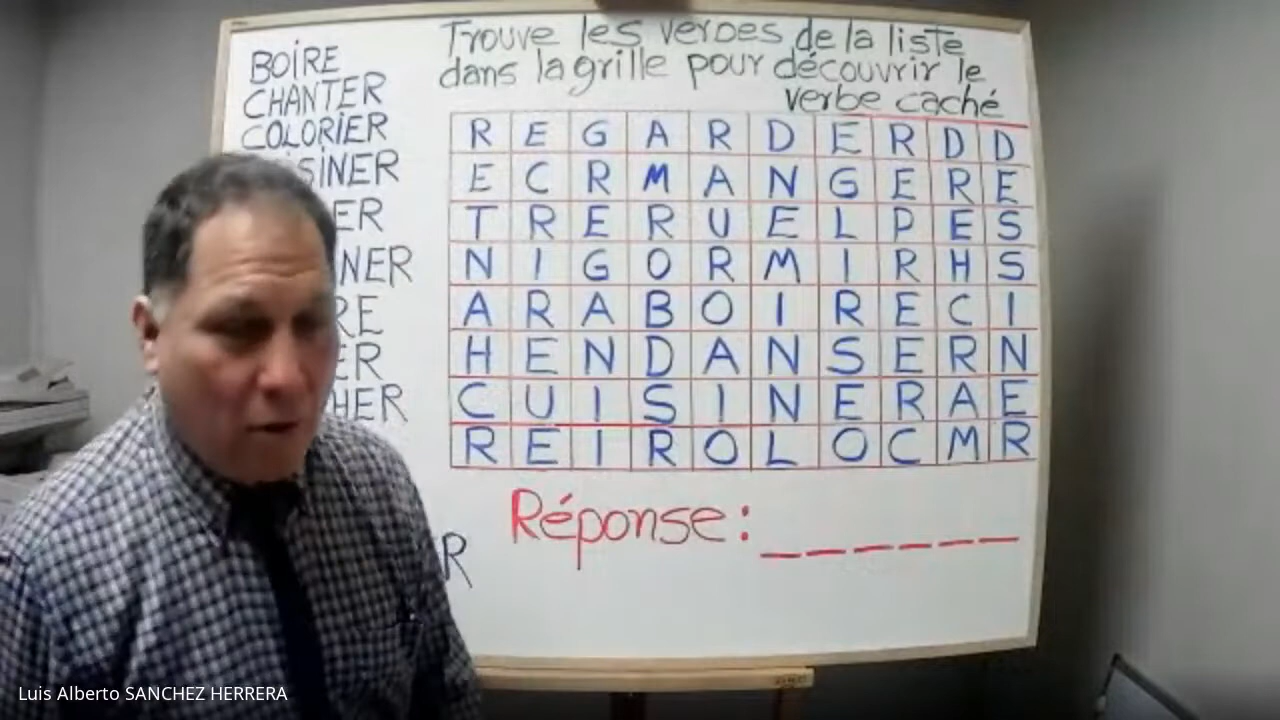 Trouve les verbes de la liste
dans la grille pour découvrir le
verbe caché
BOIRE
CHANTER
COLORIER
SINER
ER
NER
RE
ER
HER
R
R E G A R D E R D D
E C R M A N G E R E
T R E R U E L P E S
N I G O R M I R H S
A R A B O I R E C I
H E N D A N S E R N
C U I S I N E R A E
R E I R O L O C M R
Réponse: _ _ _ _ _ _
Luis Alberto SANCHEZ HERRERA